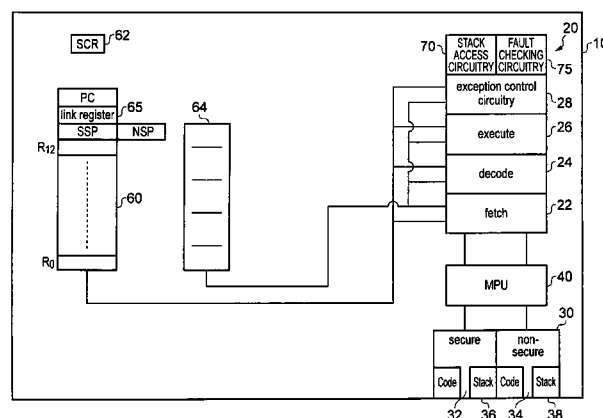 SCR
62
20
10
70
STACK
ACCESS
CIRCUITRY
FAULT
CHECKING
CIRCUITRY
75
exception control
circuitry
28
execute
26
decode
24
fetch
22
PC
link register
65
SSP
NSP
R12
60
R0
64
MPU
40
30
secure
non-
secure
Code
Stack
Code
Stack
32
36
34
38